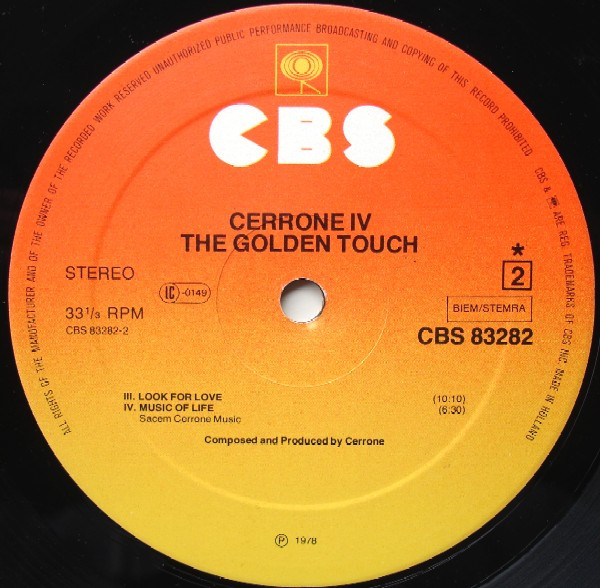 ALL RIGHTS OF THE MANUFACTURER AND OF THE OWNER OF THE RECORDED WORK RESERVED UNAUTHORIZED PUBLIC PERFORMANCE BROADCASTING AND COPYING OF THIS RECORD PROHIBITED.
CBS & ARE REG. TRADEMARKS OF CBS INC. MADE IN HOLLAND
CBS
CERRONE IV
THE GOLDEN TOUCH
STEREO
IC -0149
*
2
33 1/3 RPM
BIEM/STEMRA
CBS 83282-2
CBS 83282
III. LOOK FOR LOVE (10:10)
IV. MUSIC OF LIFE (6:30)
Sacem Cerrone Music
Composed and Produced by Cerrone
Ⓟ 1978